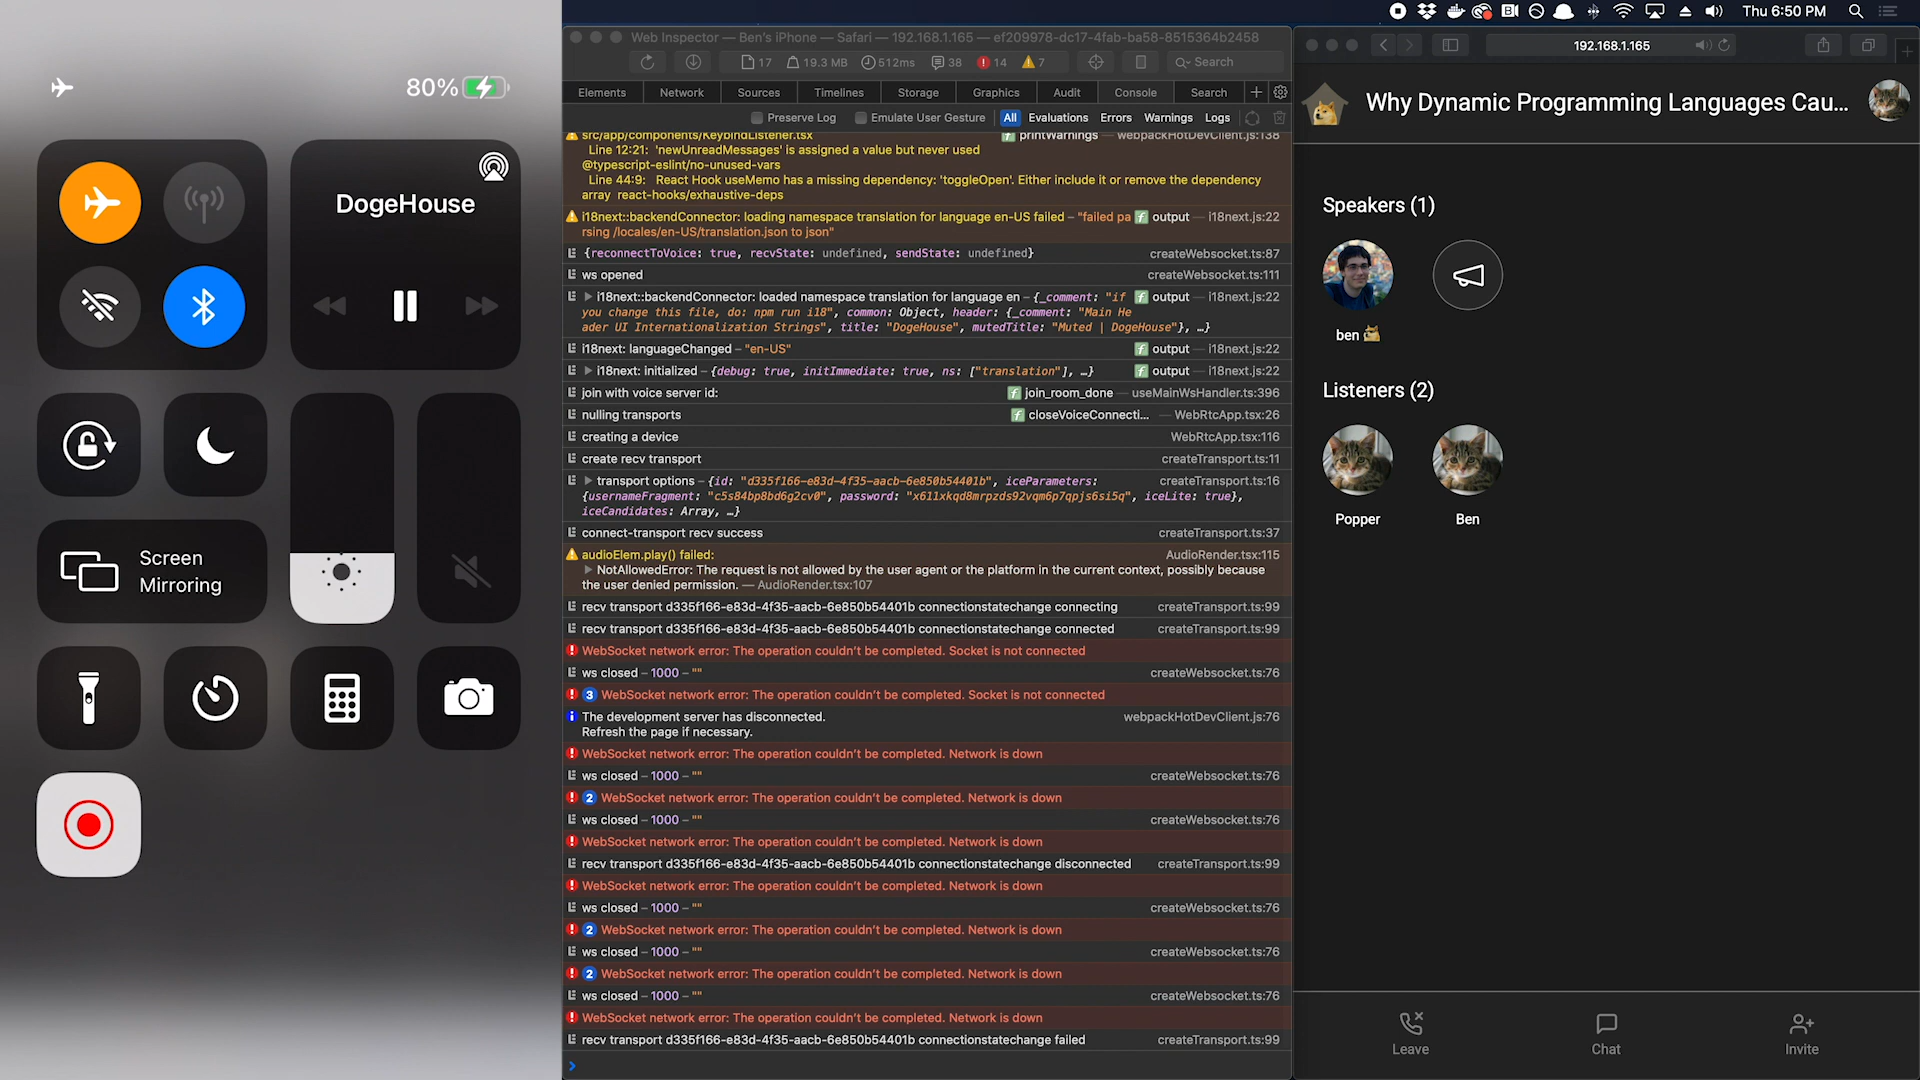 80%
DogeHouse
Screen
Mirroring
Thu 6:50 PM
Web Inspector — Ben's iPhone — Safari — 192.168.1.165 — ef209978-dc17-4fab-ba58-8515364b2458
17 19.3 MB 512ms 38 14 7 Search
Elements Network Sources Timelines Storage Graphics Audit Console Search
Preserve Log Emulate User Gesture All Evaluations Errors Warnings Logs
src/app/components/KeybindListener.tsx printWarnings — webpackHotDevClient.js:138
Line 12:21: 'newUnreadMessages' is assigned a value but never used
@typescript-eslint/no-unused-vars
Line 44:9: React Hook useMemo has a missing dependency: 'toggleOpen'. Either include it or remove the dependency
array react-hooks/exhaustive-deps
i18next::backendConnector: loading namespace translation for language en-US failed – "failed pa f output — i18next.js:22
rsing /locales/en-US/translation.json to json"
{reconnectToVoice: true, recvState: undefined, sendState: undefined} createWebsocket.ts:87
ws opened createWebsocket.ts:111
i18next::backendConnector: loaded namespace translation for language en – {_comment: "if f output — i18next.js:22
you change this file, do: npm run i18", common: Object, header: {_comment: "Main He
ader UI Internationalization Strings", title: "DogeHouse", mutedTitle: "Muted | DogeHouse"}, …}
i18next: languageChanged – "en-US" f output — i18next.js:22
i18next: initialized – {debug: true, initImmediate: true, ns: ["translation"], …} f output — i18next.js:22
join with voice server id: f join_room_done — useMainWsHandler.ts:396
nulling transports f closeVoiceConnecti… — WebRtcApp.tsx:26
creating a device WebRtcApp.tsx:116
create recv transport createTransport.ts:11
transport options – {id: "d335f166-e83d-4f35-aacb-6e850b54401b", iceParameters: createTransport.ts:16
{usernameFragment: "c5s84bp8bd6g2cv0", password: "x611xkqd8mrpzds92vqm6p7qpjs6si5q", iceLite: true},
iceCandidates: Array, …}
connect-transport recv success createTransport.ts:37
audioElem.play() failed: AudioRender.tsx:115
NotAllowedError: The request is not allowed by the user agent or the platform in the current context, possibly because
the user denied permission. — AudioRender.tsx:107
recv transport d335f166-e83d-4f35-aacb-6e850b54401b connectionstatechange connecting createTransport.ts:99
recv transport d335f166-e83d-4f35-aacb-6e850b54401b connectionstatechange connected createTransport.ts:99
WebSocket network error: The operation couldn't be completed. Socket is not connected
ws closed – 1000 – "" createWebsocket.ts:76
3 WebSocket network error: The operation couldn't be completed. Socket is not connected
The development server has disconnected. webpackHotDevClient.js:76
Refresh the page if necessary.
WebSocket network error: The operation couldn't be completed. Network is down
ws closed – 1000 – "" createWebsocket.ts:76
2 WebSocket network error: The operation couldn't be completed. Network is down
ws closed – 1000 – "" createWebsocket.ts:76
WebSocket network error: The operation couldn't be completed. Network is down
recv transport d335f166-e83d-4f35-aacb-6e850b54401b connectionstatechange disconnected createTransport.ts:99
WebSocket network error: The operation couldn't be completed. Network is down
ws closed – 1000 – "" createWebsocket.ts:76
2 WebSocket network error: The operation couldn't be completed. Network is down
ws closed – 1000 – "" createWebsocket.ts:76
2 WebSocket network error: The operation couldn't be completed. Network is down
ws closed – 1000 – "" createWebsocket.ts:76
WebSocket network error: The operation couldn't be completed. Network is down
recv transport d335f166-e83d-4f35-aacb-6e850b54401b connectionstatechange failed createTransport.ts:99
192.168.1.165
Why Dynamic Programming Languages Cau...
Speakers (1)
ben
Listeners (2)
Popper Ben
Leave Chat Invite